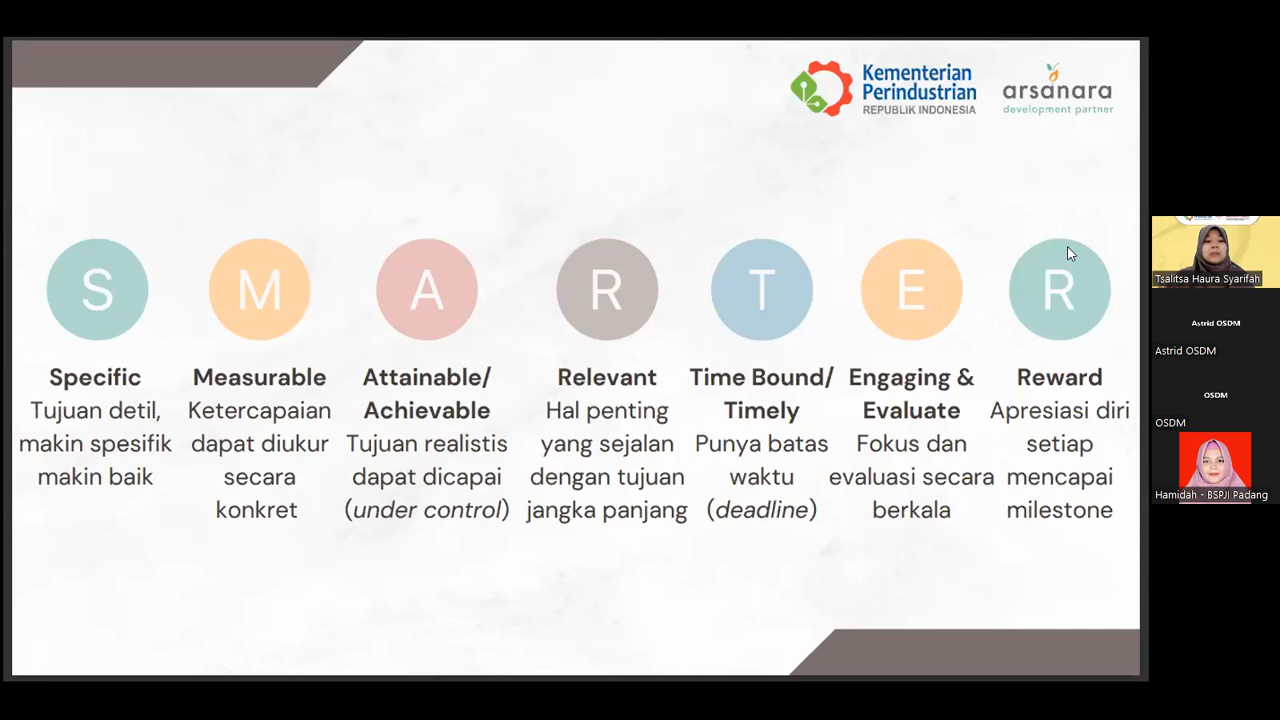 Kementerian
Perindustrian
REPUBLIK INDONESIA
arsanara
development partner
S
Specific
Tujuan detil,
makin spesifik
makin baik
M
Measurable
Ketercapaian
dapat diukur
secara
konkret
A
Attainable/
Achievable
Tujuan realistis
dapat dicapai
(under control)
R
Relevant
Hal penting
yang sejalan
dengan tujuan
jangka panjang
T
Time Bound/
Timely
Punya batas
waktu
(deadline)
E
Engaging &
Evaluate
Fokus dan
evaluasi secara
berkala
R
Reward
Apresiasi diri
setiap
mencapai
milestone
Tsalitsa Haura Syarifah
Astrid OSDM
Astrid OSDM
OSDM
OSDM
Hamidah - BSPJI Padang